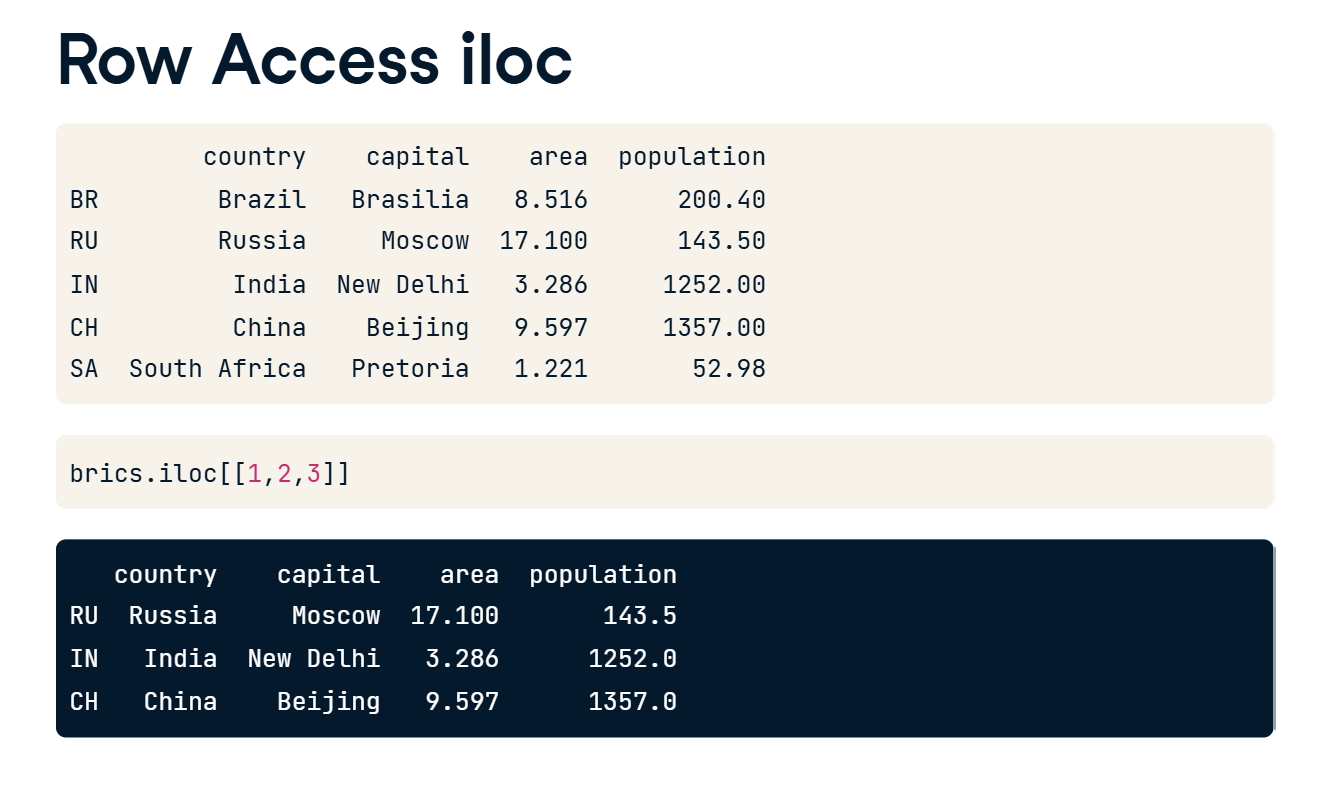 Row Access iloc
         country    capital    area  population
BR        Brazil   Brasilia   8.516      200.40
RU        Russia     Moscow  17.100      143.50
IN         India  New Delhi   3.286     1252.00
CH         China    Beijing   9.597     1357.00
SA  South Africa   Pretoria   1.221       52.98
brics.iloc[[1,2,3]]
   country    capital    area  population
RU  Russia     Moscow  17.100       143.5
IN   India  New Delhi   3.286      1252.0
CH   China    Beijing   9.597      1357.0